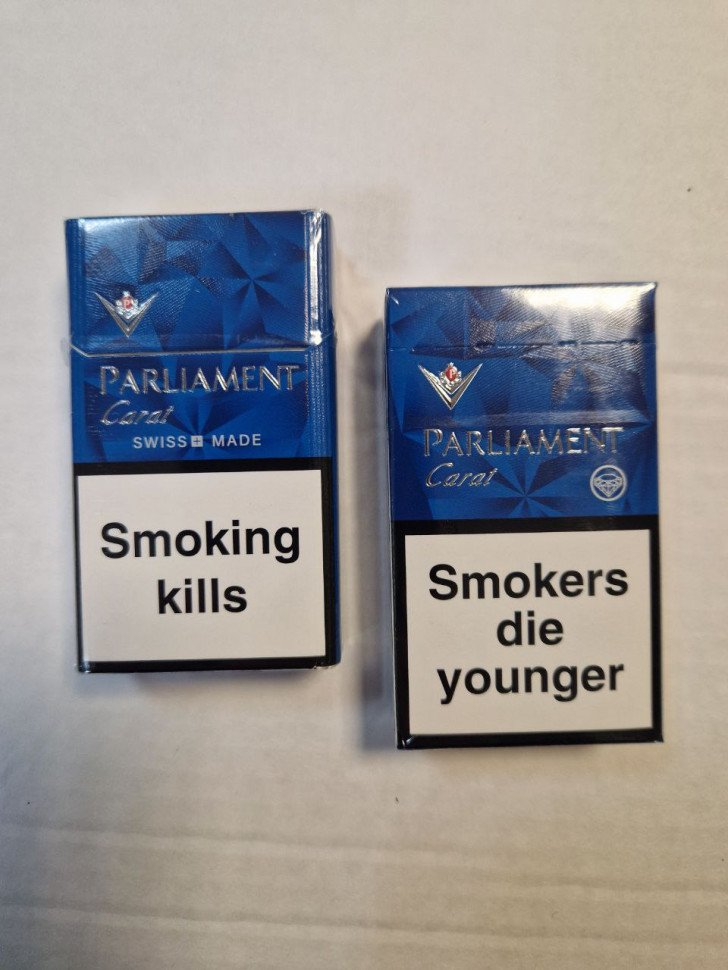 PARLIAMENT
Carat
SWISS MADE
Smoking
kills
PARLIAMENT
Carat
Smokers
die
younger